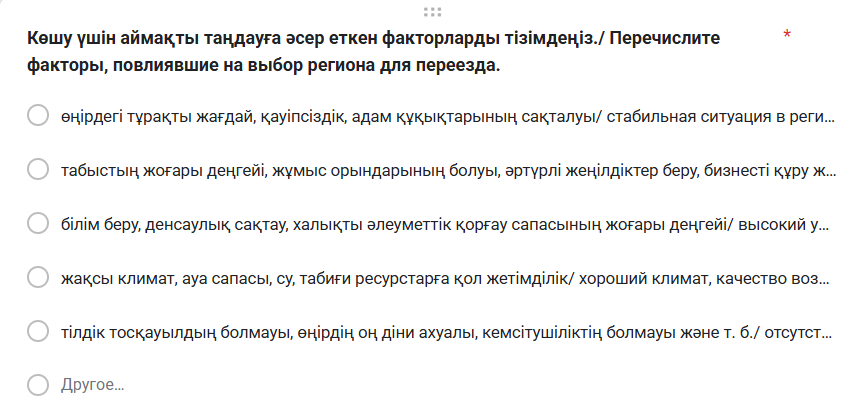 Көшу үшін аймақты таңдауға әсер еткен факторларды тізімдеңіз./ Перечислите *
факторы, повлиявшие на выбор региона для переезда.
өңірдегі тұрақты жағдай, қауіпсіздік, адам құқықтарының сақталуы/ стабильная ситуация в реги...
табыстың жоғары деңгейі, жұмыс орындарының болуы, әртүрлі жеңілдіктер беру, бизнесті құру ж...
білім беру, денсаулық сақтау, халықты әлеуметтік қорғау сапасының жоғары деңгейі/ высокий у...
жақсы климат, ауа сапасы, су, табиғи ресурстарға қол жетімділік/ хороший климат, качество воз...
тілдік тосқауылдың болмауы, өңірдің оң діни ахуалы, кемсітушіліктің болмауы және т. б./ отсутст...
Другое...